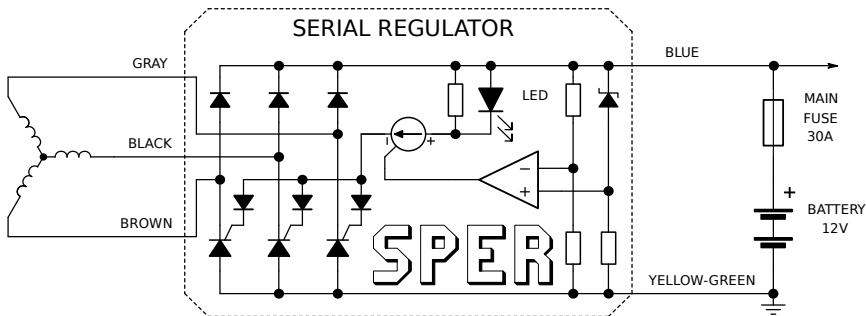 SERIAL REGULATOR
GRAY
BLUE
LED
MAIN
FUSE
30A
BLACK
− +
−
+
+
BATTERY
12V
BROWN
SPER
YELLOW-GREEN